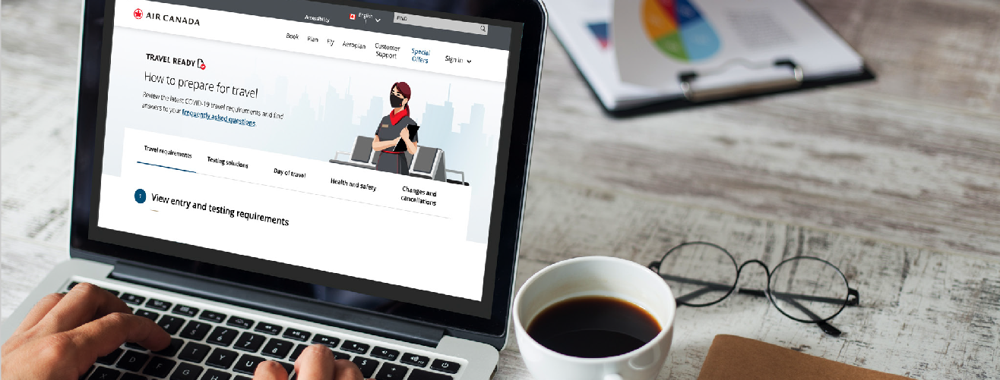 AIR CANADA
Accessibility
English
FIND
Book Plan Fly Aeroplan Customer Support Special Offers Sign in
TRAVEL READY
How to prepare for travel
Review the latest COVID-19 travel requirements and find
answers to your frequently asked questions.
Travel requirements Testing solutions Day of travel Health and safety Changes and cancellations
1 View entry and testing requirements